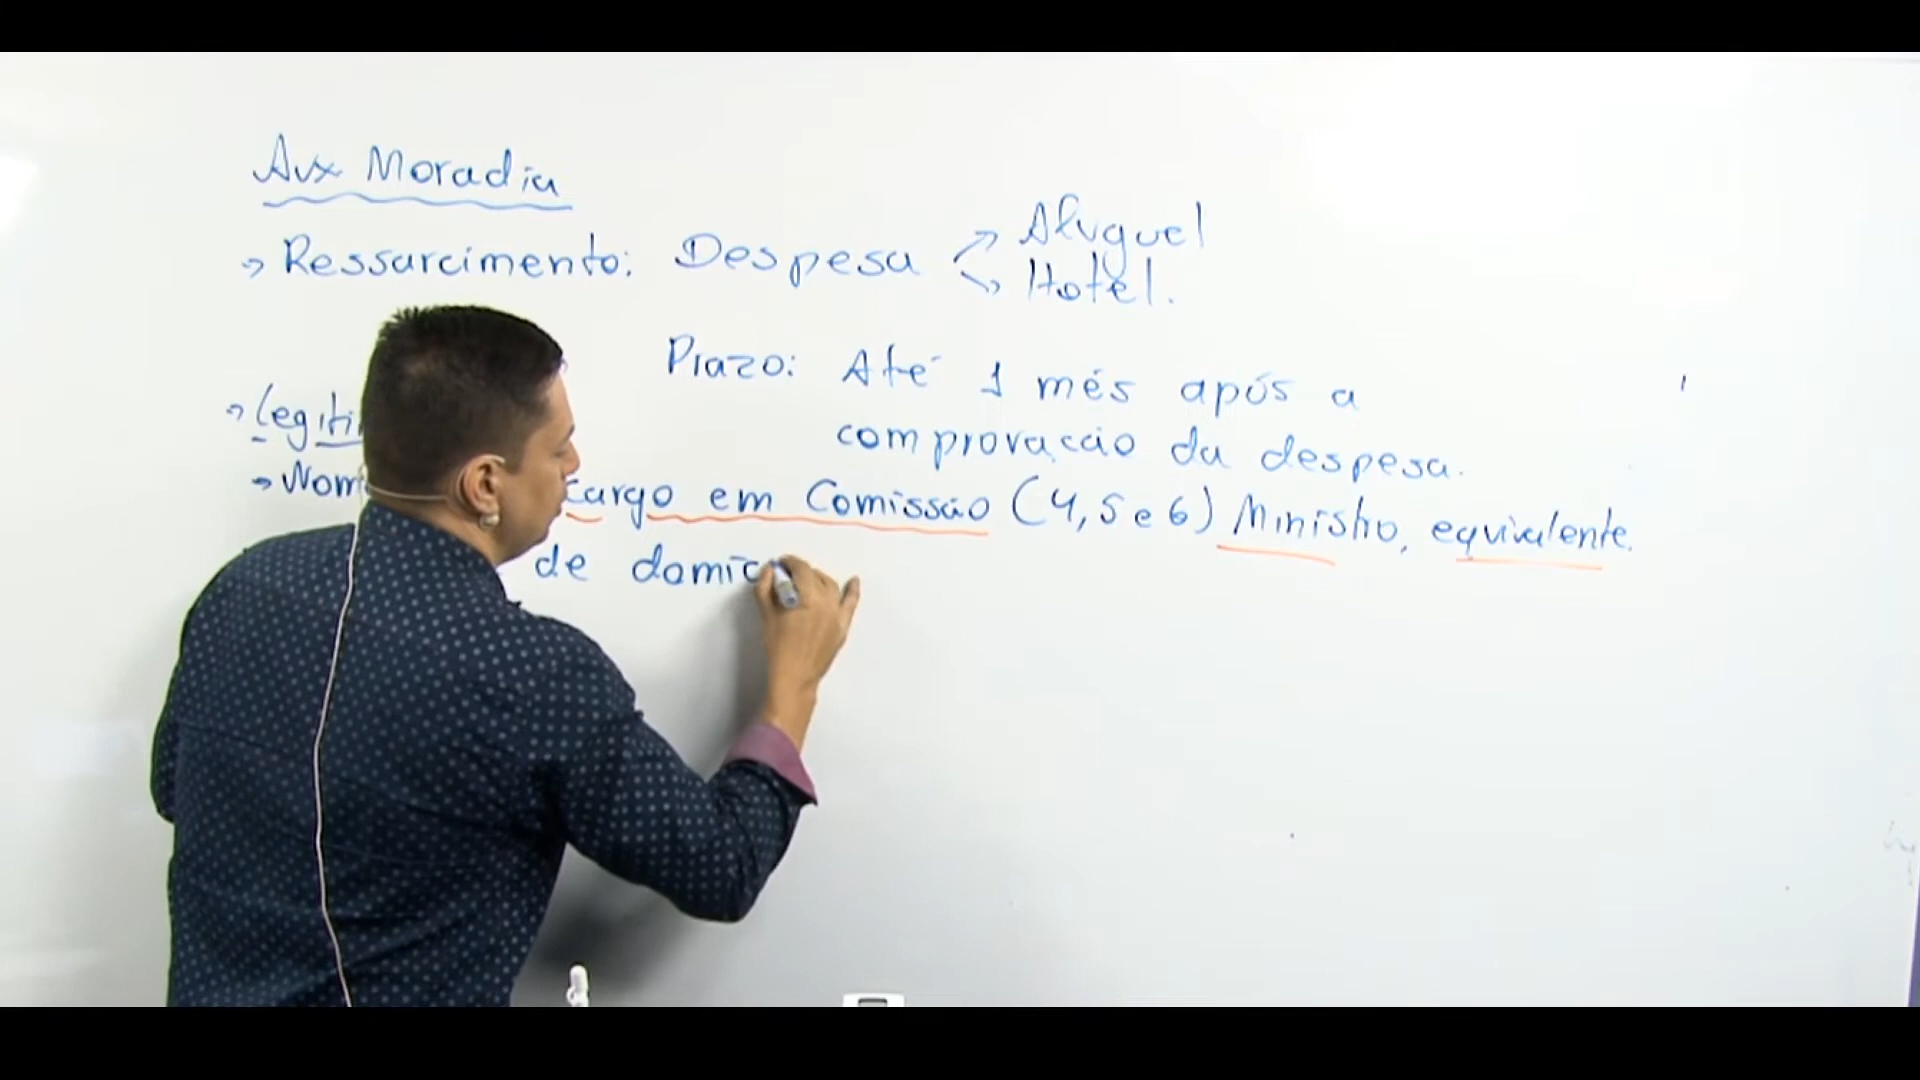 Aux Moradia
→ Ressarcimento: Despesa → Aluguel
→ Hotel.
Prazo: Até 1 mês após a
comprovação da despesa.
→ Legiti
→ Nom Cargo em Comissão (4, 5 e 6) Ministro, equivalente.
de domic